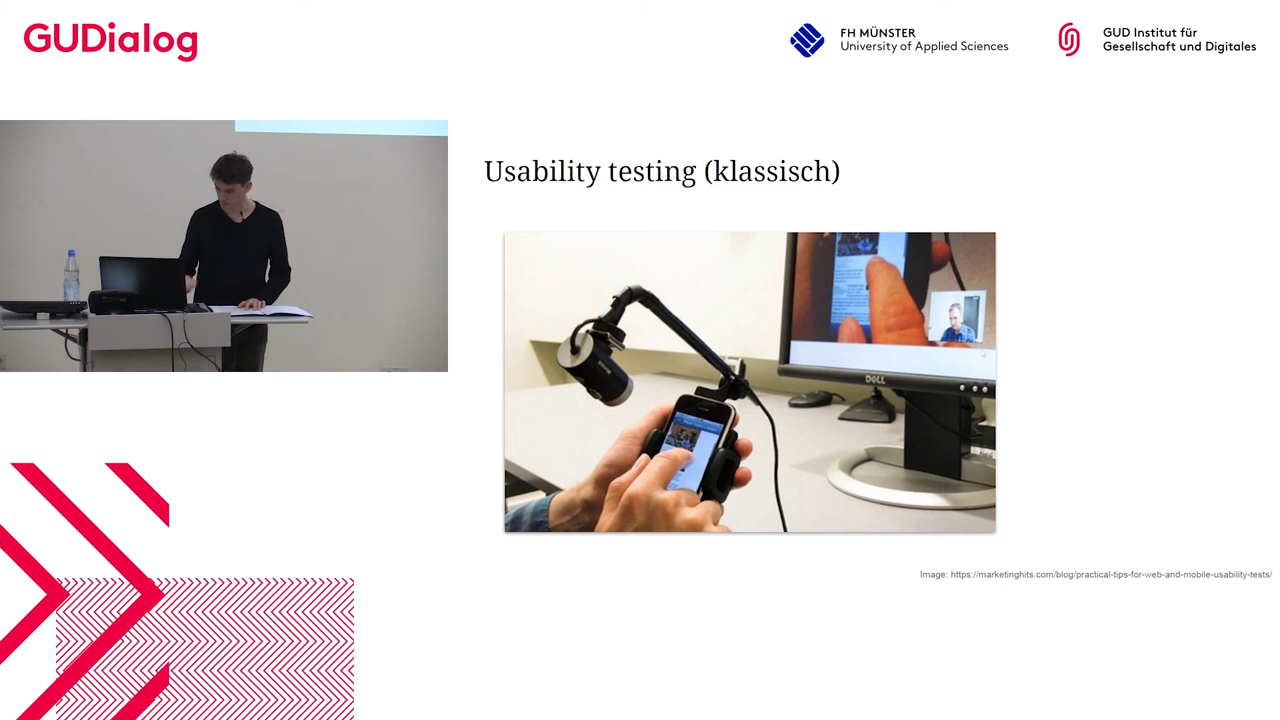 GUDialog
FH MÜNSTER
University of Applied Sciences
GUD Institut für
Gesellschaft und Digitales
Usability testing (klassisch)
DELL
Image: https://marketinghits.com/blog/practical-tips-for-web-and-mobile-usability-tests/